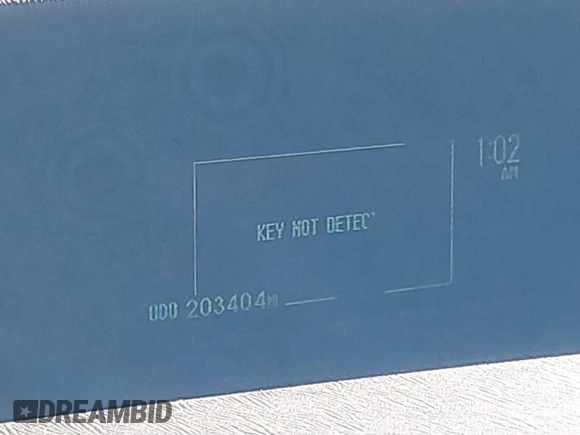 1:02
AM
KEY NOT DETEC
ODO 203404 MI
DREAMBID